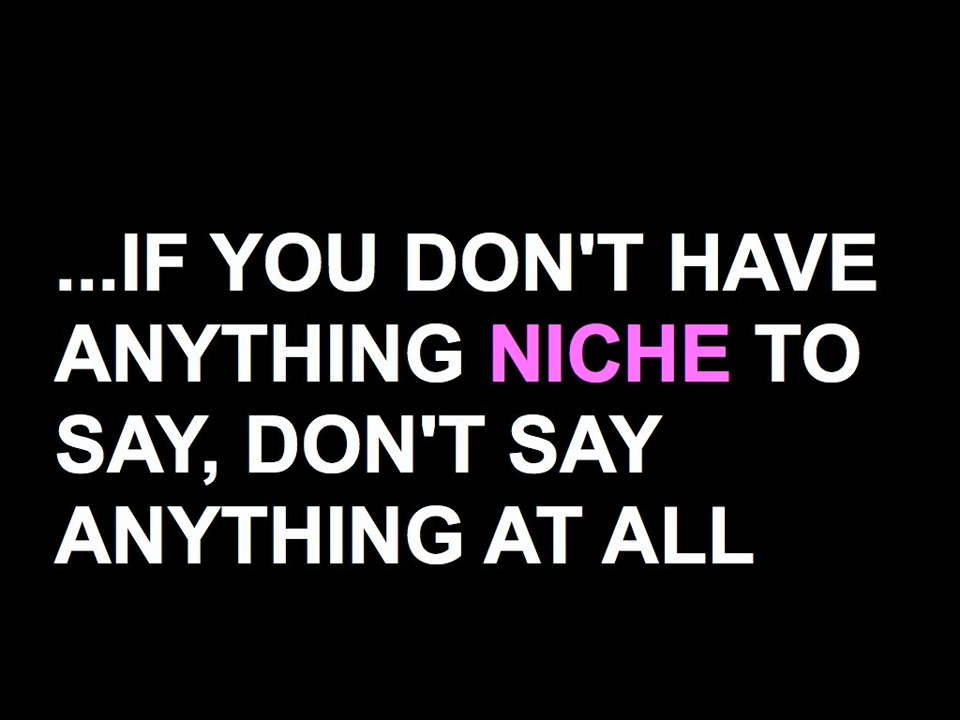 ...IF YOU DON'T HAVE
ANYTHING NICHE TO
SAY, DON'T SAY
ANYTHING AT ALL